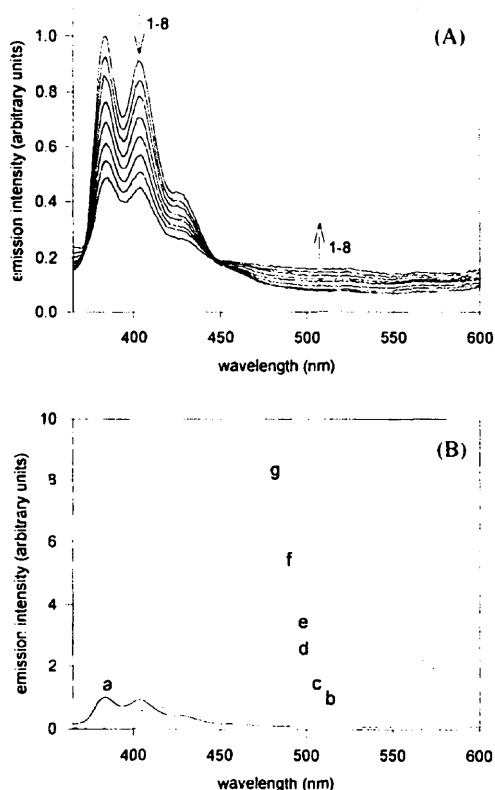 (A)
1-8
1-8
emission intensity (arbitrary units)
1.0
0.8
0.6
0.4
0.2
0.0
400
450
500
550
600
wavelength (nm)
(B)
emission intensity (arbitrary units)
10
8
6
4
2
0
g
f
e
d
c
b
a
400
450
500
550
600
wavelength (nm)